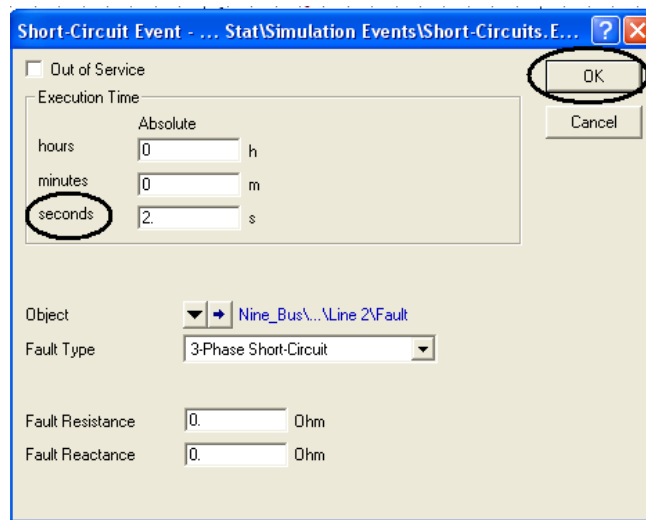 Short-Circuit Event - ... Stat\Simulation Events\Short-Circuits.E...
Out of Service
OK
Execution Time
Absolute
Cancel
hours 0 h
minutes 0 m
seconds 2. s
Object Nine_Bus\...\Line 2\Fault
Fault Type 3-Phase Short-Circuit
Fault Resistance 0. Ohm
Fault Reactance 0. Ohm